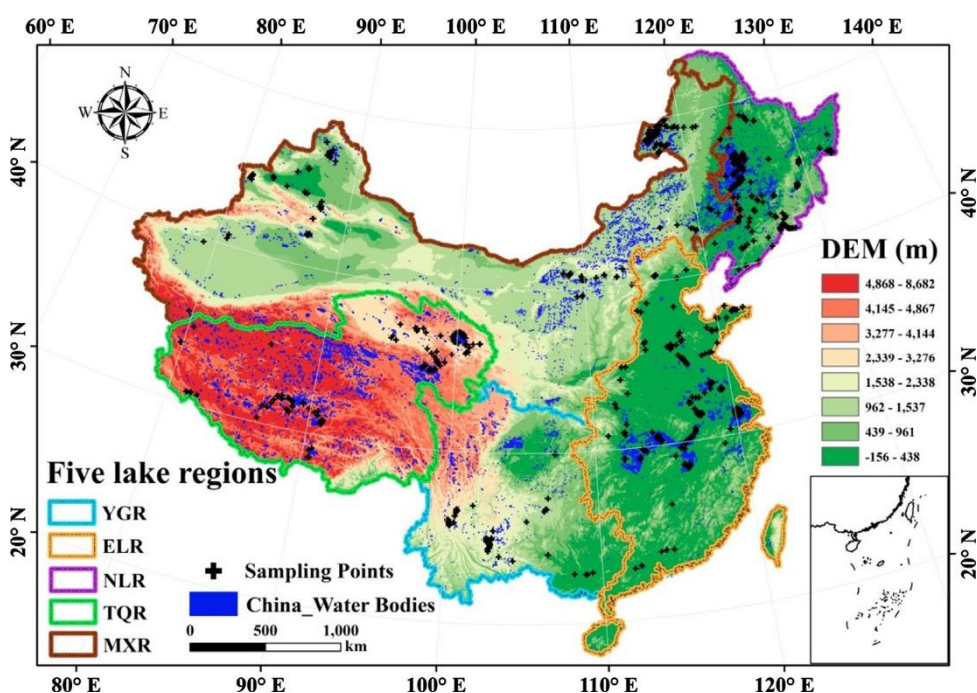 60° E 70° E 80° E 90° E 100° E 110° E 120° E 130° E 140° E
N
W E
S
40° N
30° N
20° N
40° N
30° N
20° N
DEM (m)
4,868 - 8,682
4,145 - 4,867
3,277 - 4,144
2,339 - 3,276
1,538 - 2,338
962 - 1,537
439 - 961
-156 - 438
Five lake regions
YGR
ELR
NLR
TQR
MXR
Sampling Points
China_Water Bodies
0 500 1,000
km
80° E 90° E 100° E 110° E 120° E